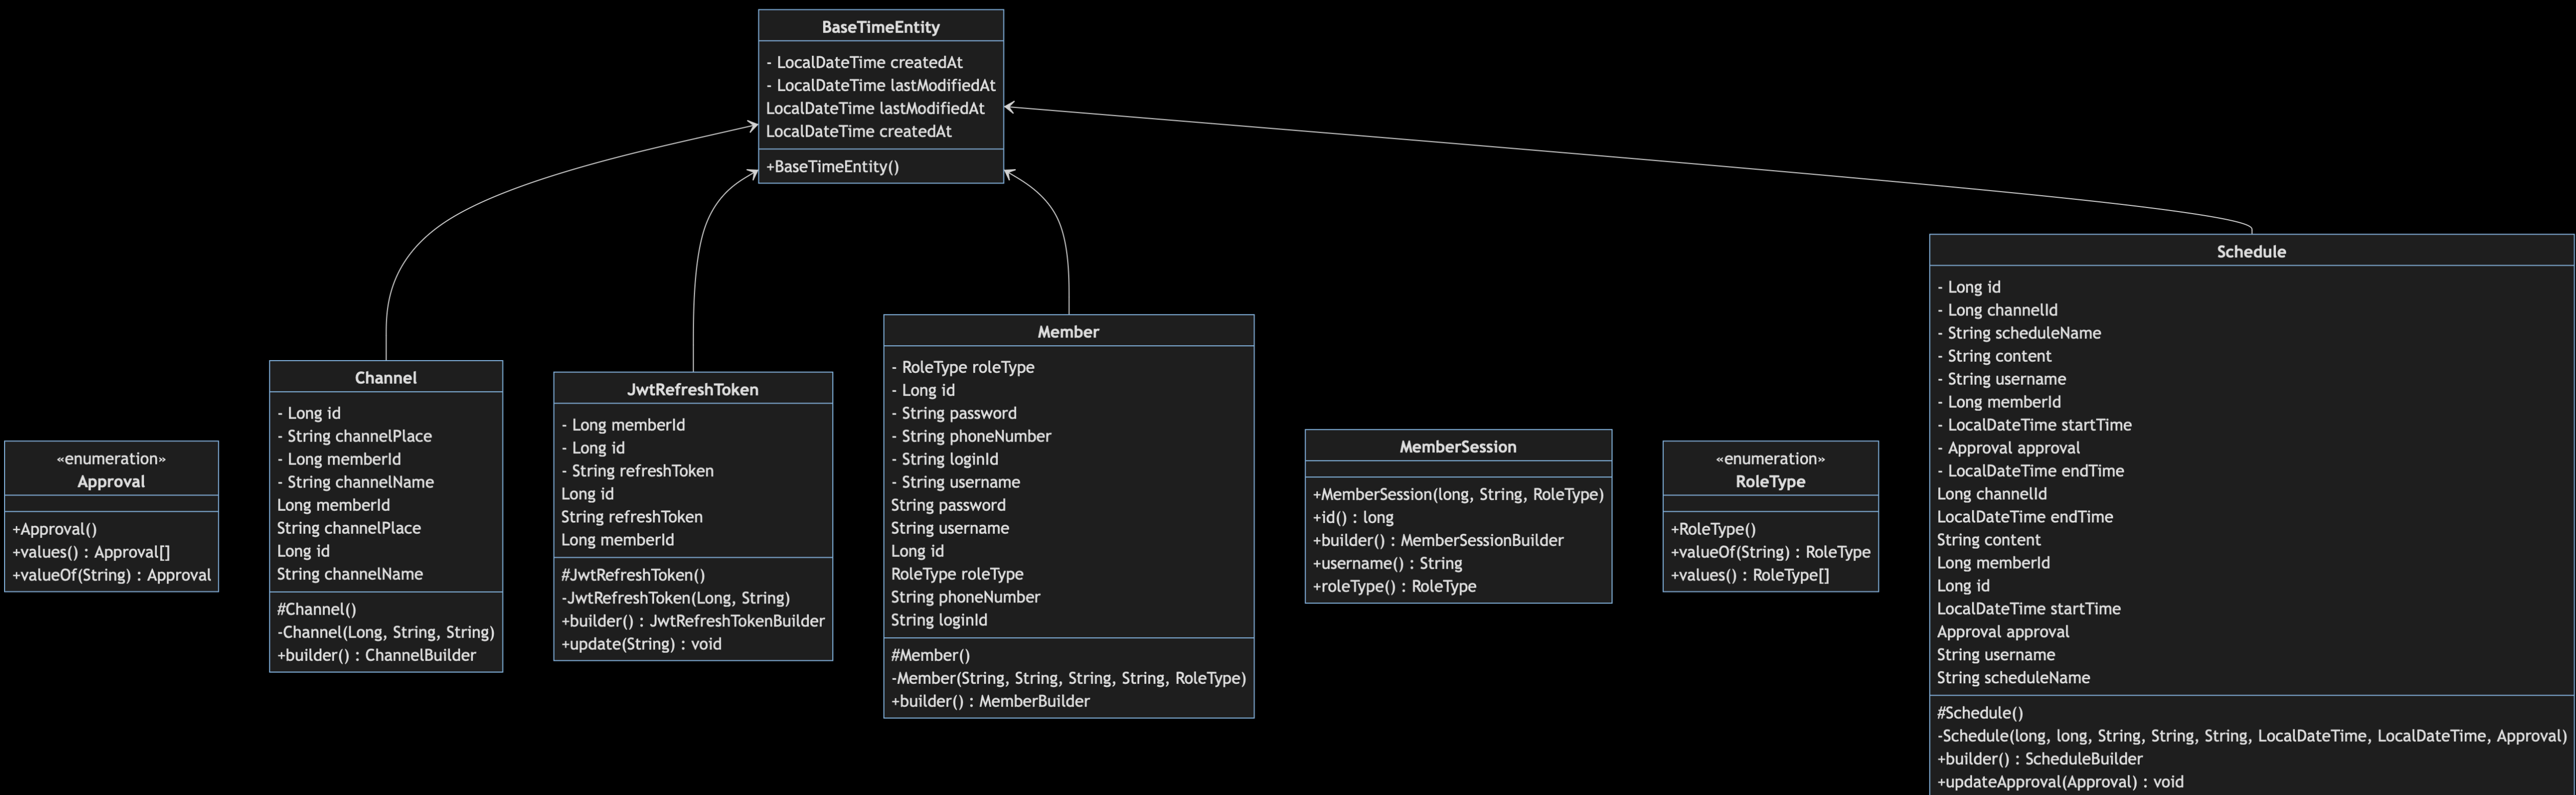 BaseTimeEntity
- LocalDateTime createdAt
- LocalDateTime lastModifiedAt
LocalDateTime lastModifiedAt
LocalDateTime createdAt
+BaseTimeEntity()
«enumeration»
Approval
+Approval()
+values() : Approval[]
+valueOf(String) : Approval
Channel
- Long id
- String channelPlace
- Long memberId
- String channelName
Long memberId
String channelPlace
Long id
String channelName
#Channel()
-Channel(Long, String, String)
+builder() : ChannelBuilder
JwtRefreshToken
- Long memberId
- Long id
- String refreshToken
Long id
String refreshToken
Long memberId
#JwtRefreshToken()
-JwtRefreshToken(Long, String)
+builder() : JwtRefreshTokenBuilder
+update(String) : void
Member
- RoleType roleType
- Long id
- String password
- String phoneNumber
- String loginId
- String username
String password
String username
Long id
RoleType roleType
String phoneNumber
String loginId
#Member()
-Member(String, String, String, String, RoleType)
+builder() : MemberBuilder
MemberSession
+MemberSession(long, String, RoleType)
+id() : long
+builder() : MemberSessionBuilder
+username() : String
+roleType() : RoleType
«enumeration»
RoleType
+RoleType()
+valueOf(String) : RoleType
+values() : RoleType[]
Schedule
- Long id
- Long channelId
- String scheduleName
- String content
- String username
- Long memberId
- LocalDateTime startTime
- Approval approval
- LocalDateTime endTime
Long channelId
LocalDateTime endTime
String content
Long memberId
Long id
LocalDateTime startTime
Approval approval
String username
String scheduleName
#Schedule()
-Schedule(long, long, String, String, String, LocalDateTime, LocalDateTime, Approval)
+builder() : ScheduleBuilder
+updateApproval(Approval) : void